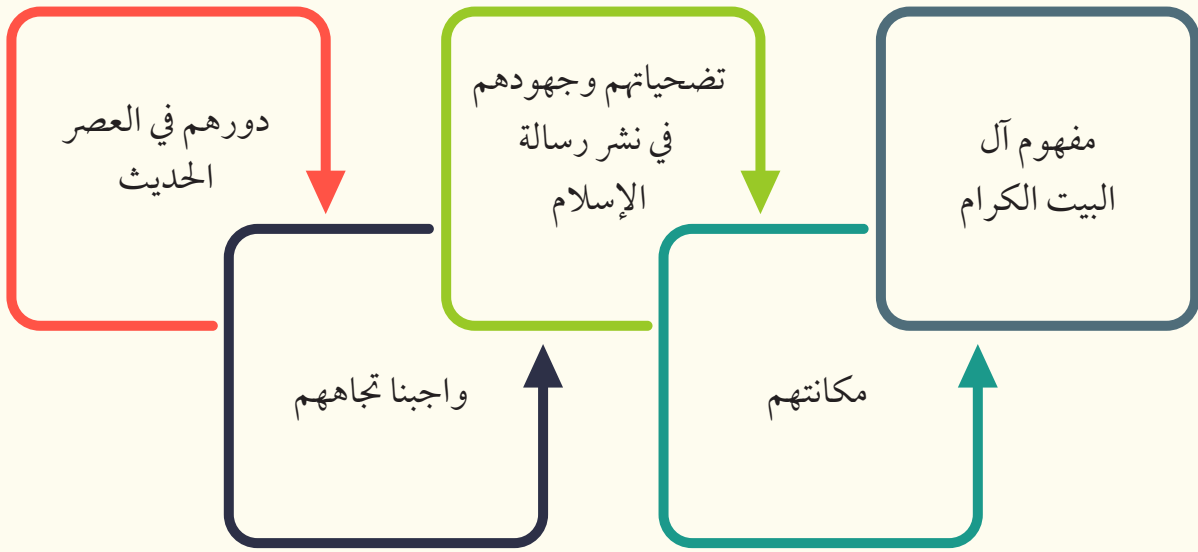 مفهوم آل
البيت الكرام
مكانتهم
تضحياتهم وجهودهم
في نشر رسالة
الإسلام
واجبنا تجاههم
دورهم في العصر
الحديث